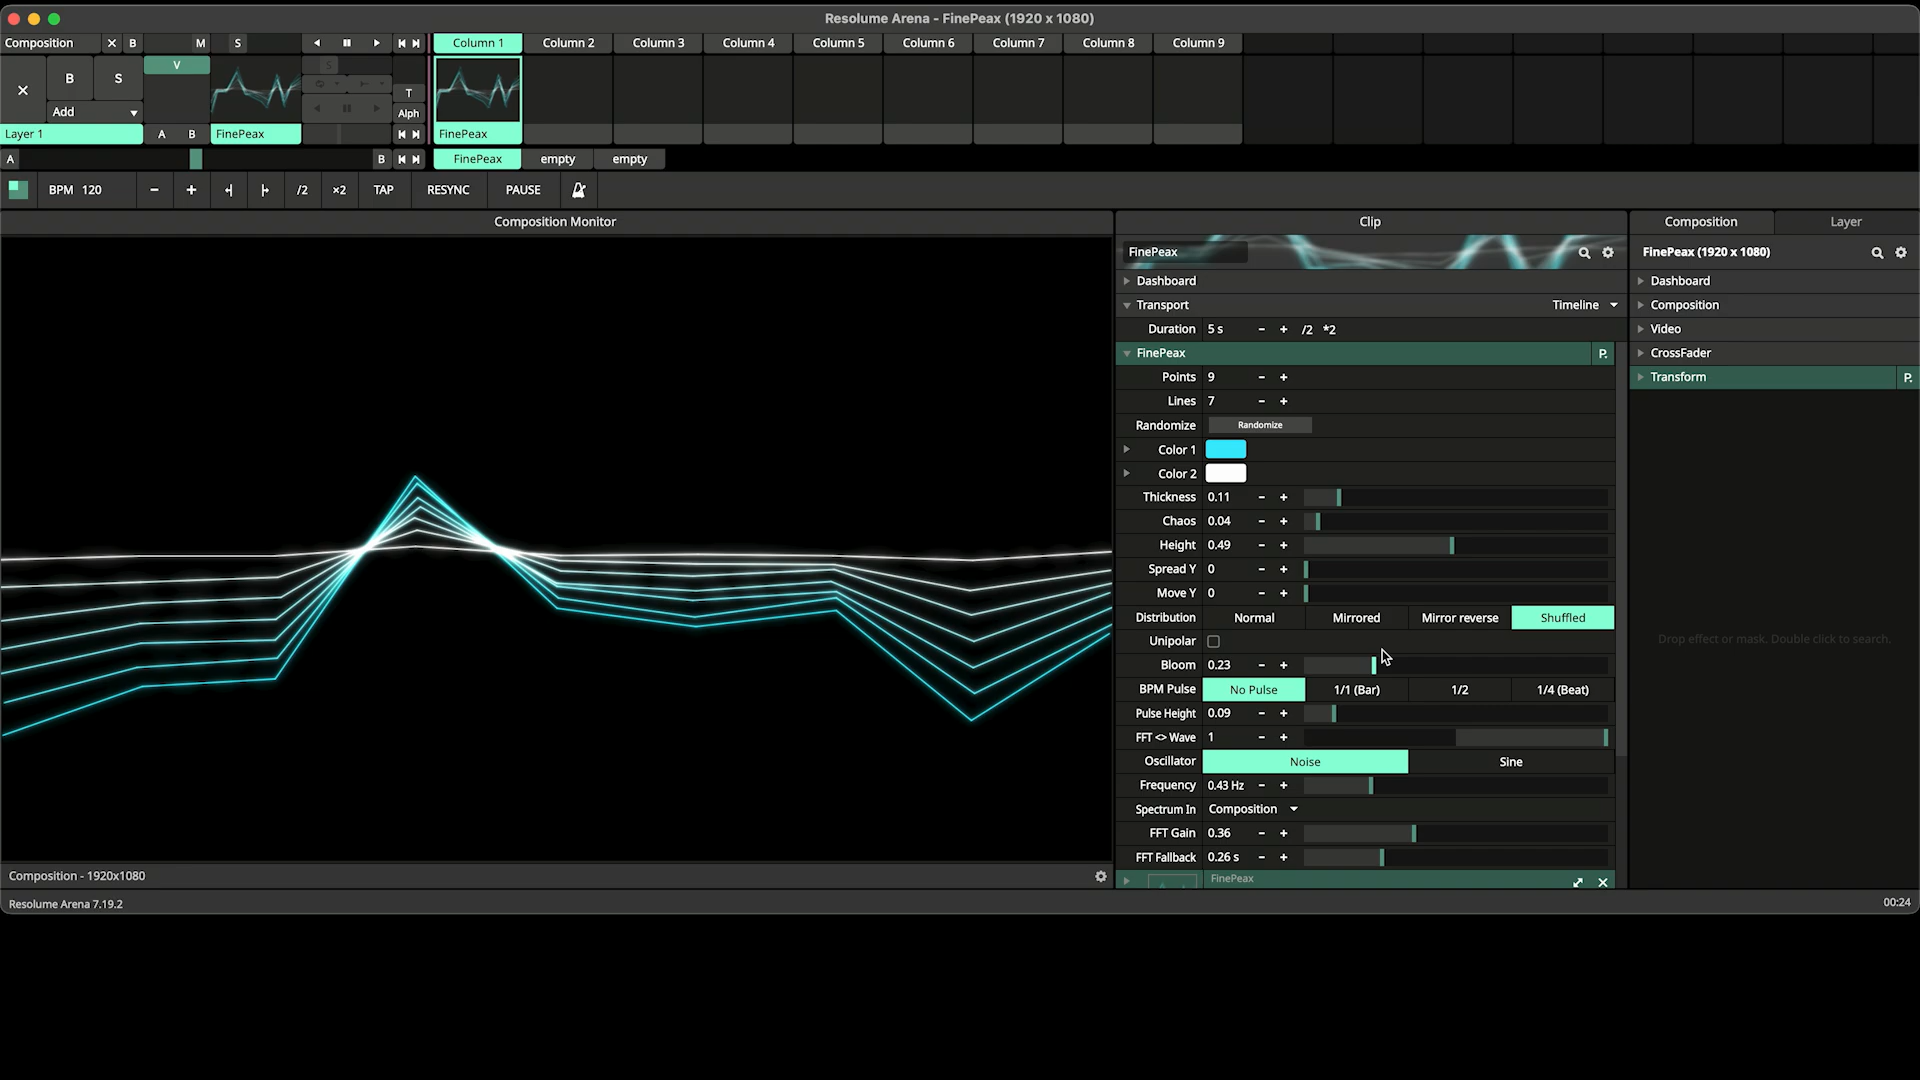 Resolume Arena - FinePeax (1920 x 1080)
Composition X B M S Column 1 Column 2 Column 3 Column 4 Column 5 Column 6 Column 7 Column 8 Column 9
V S
X B S
T
Add Alph
Layer 1 A B FinePeax FinePeax
A B FinePeax empty empty
BPM 120 - + /2 ×2 TAP RESYNC PAUSE
Composition Monitor Clip Composition Layer
FinePeax FinePeax (1920 x 1080)
Dashboard Dashboard
Transport Timeline Composition
Duration 5 s - + /2 *2 Video
FinePeax P. CrossFader
Points 9 - + Transform P.
Lines 7 - +
Randomize Randomize
Color 1
Color 2
Thickness 0.11 - +
Chaos 0.04 - +
Height 0.49 - +
Spread Y 0 - +
Move Y 0 - +
Distribution Normal Mirrored Mirror reverse Shuffled
Unipolar Drop effect or mask. Double click to search.
Bloom 0.23 - +
BPM Pulse No Pulse 1/1 (Bar) 1/2 1/4 (Beat)
Pulse Height 0.09 - +
FFT <> Wave 1 - +
Oscillator Noise Sine
Frequency 0.43 Hz - +
Spectrum In Composition
FFT Gain 0.36 - +
FFT Fallback 0.26 s - +
Composition - 1920x1080 FinePeax
Resolume Arena 7.19.2 00:24